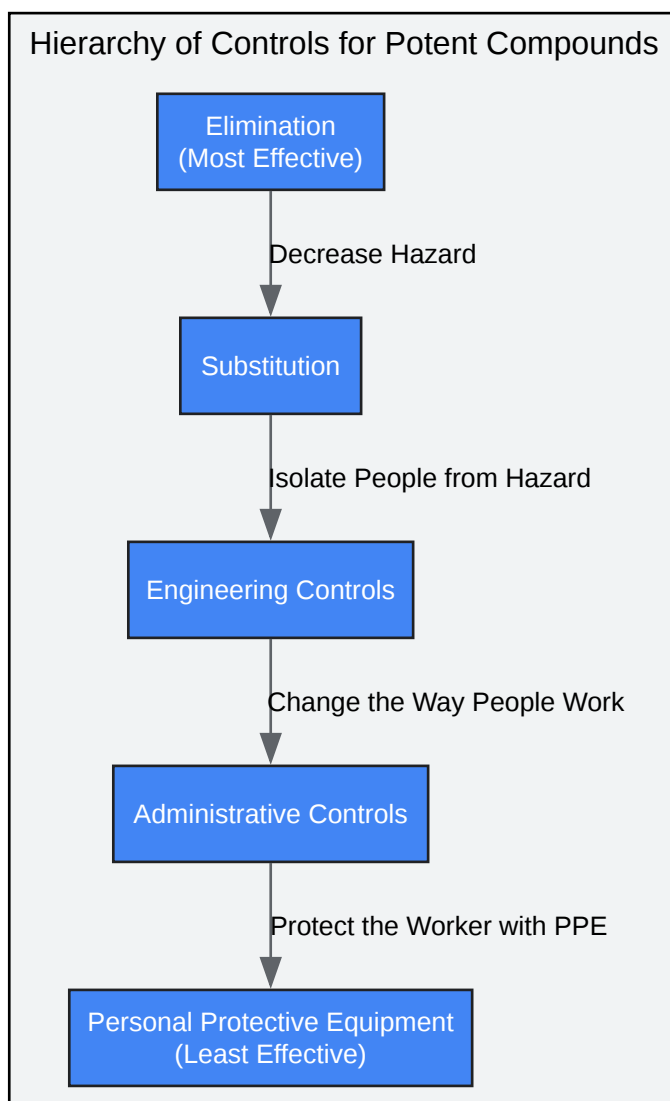 Hierarchy of Controls for Potent Compounds
Elimination
(Most Effective)
Decrease Hazard
Substitution
Isolate People from Hazard
Engineering Controls
Change the Way People Work
Administrative Controls
Protect the Worker with PPE
Personal Protective Equipment
(Least Effective)